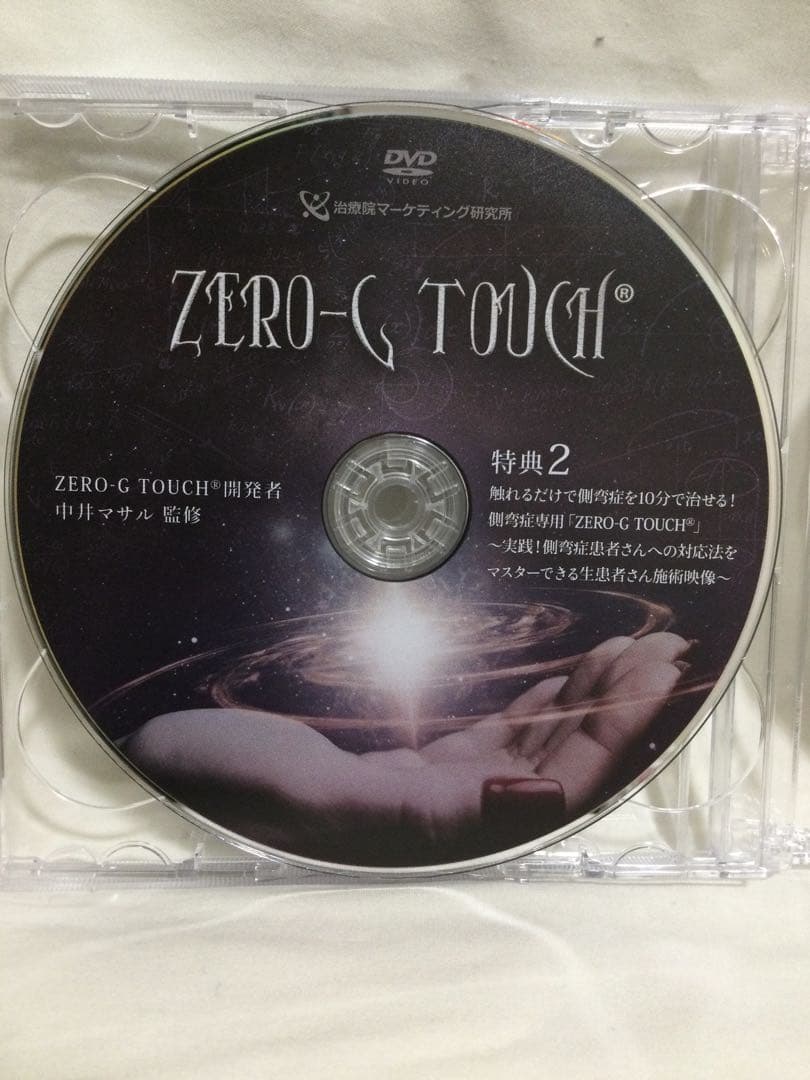 DVD
VIDEO
治療院マーケティング研究所
ZERO-G TOUCH®
ZERO-G TOUCH®開発者
中井マサル 監修
特典2
触れるだけで側弯症を10分で治せる!
側弯症専用「ZERO-G TOUCH®」
〜実践!側弯症患者さんへの対応法を
マスターできる生患者さん施術映像〜